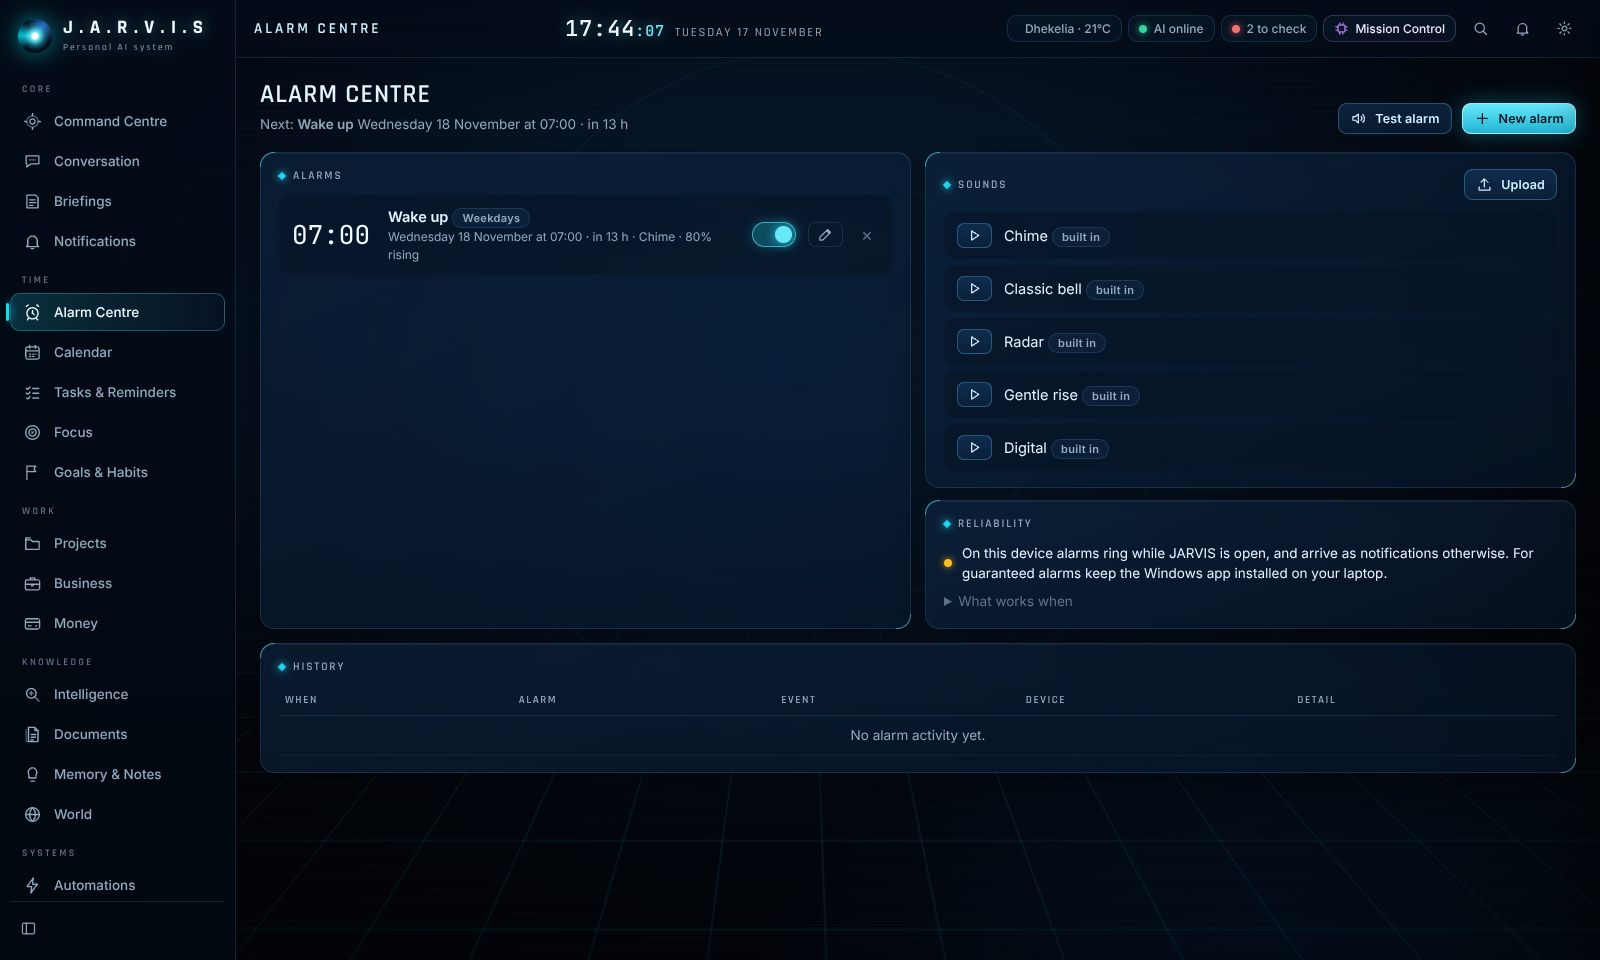 J.A.R.V.I.S
Personal AI system
CORE
Command Centre
Conversation
Briefings
Notifications
TIME
Alarm Centre
Calendar
Tasks & Reminders
Focus
Goals & Habits
WORK
Projects
Business
Money
KNOWLEDGE
Intelligence
Documents
Memory & Notes
World
SYSTEMS
Automations
ALARM CENTRE
17:44:07 TUESDAY 17 NOVEMBER
Dhekelia · 21°C
AI online
2 to check
Mission Control
ALARM CENTRE
Next: Wake up Wednesday 18 November at 07:00 · in 13 h
Test alarm
New alarm
ALARMS
07:00
Wake up Weekdays
Wednesday 18 November at 07:00 · in 13 h · Chime · 80%
rising
SOUNDS
Upload
Chime built in
Classic bell built in
Radar built in
Gentle rise built in
Digital built in
RELIABILITY
On this device alarms ring while JARVIS is open, and arrive as notifications otherwise. For
guaranteed alarms keep the Windows app installed on your laptop.
What works when
HISTORY
WHEN ALARM EVENT DEVICE DETAIL
No alarm activity yet.